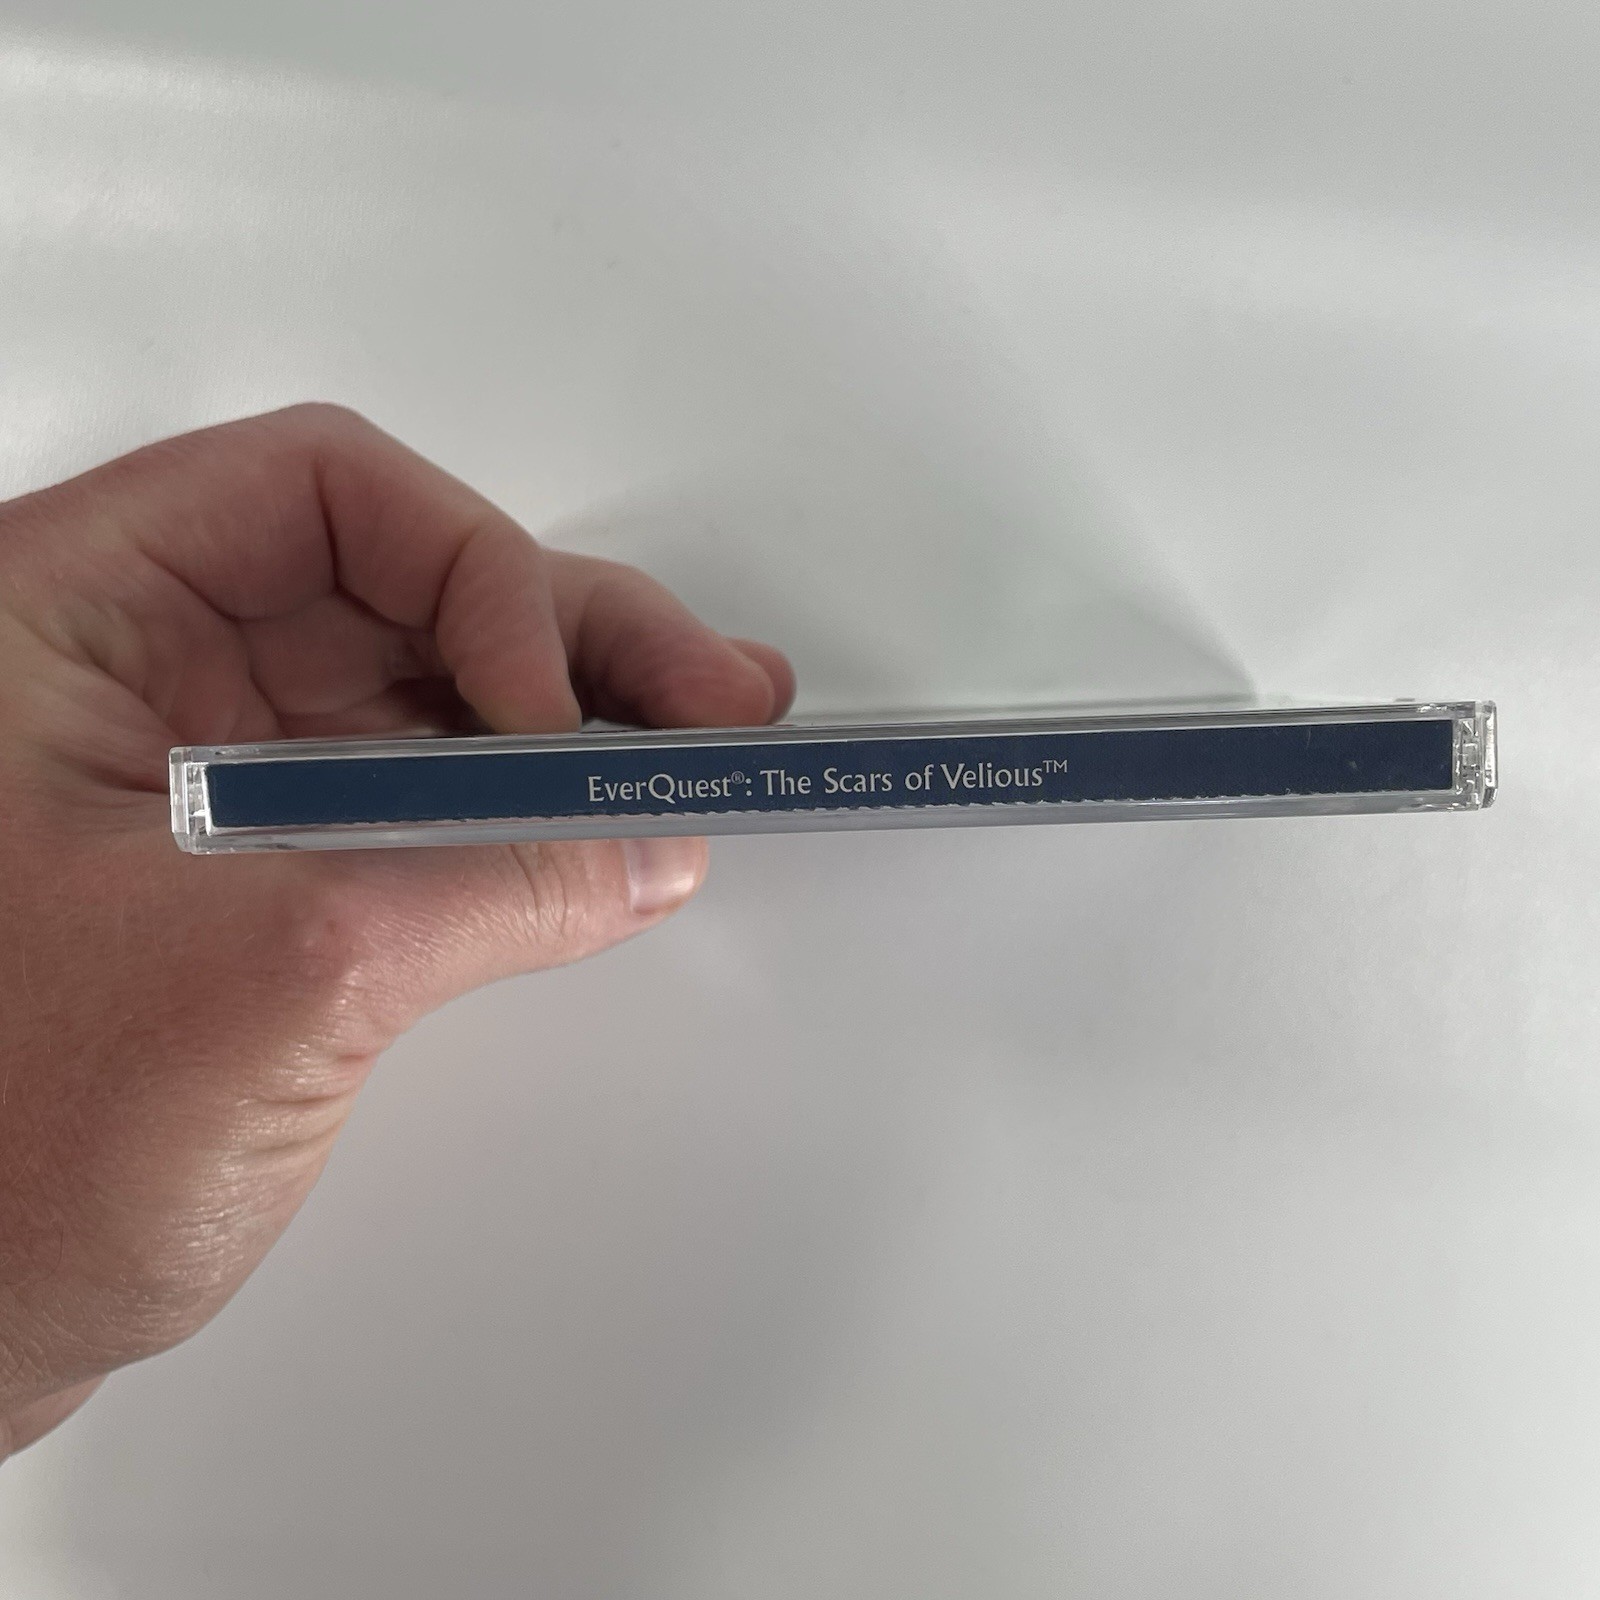 EverQuest®: The Scars of Velious™